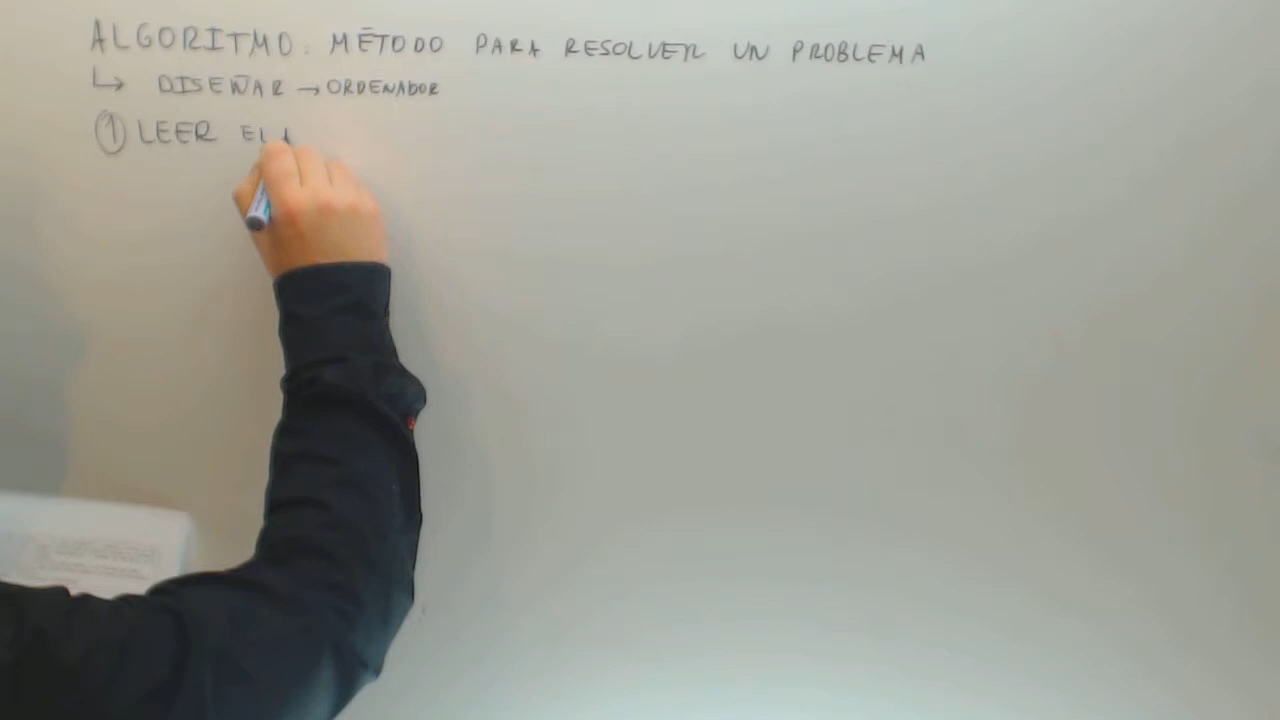 ALGORITMO: MÉTODO PARA RESOLVER UN PROBLEMA
↳ DISEÑAR → ORDENADOR
① LEER EL